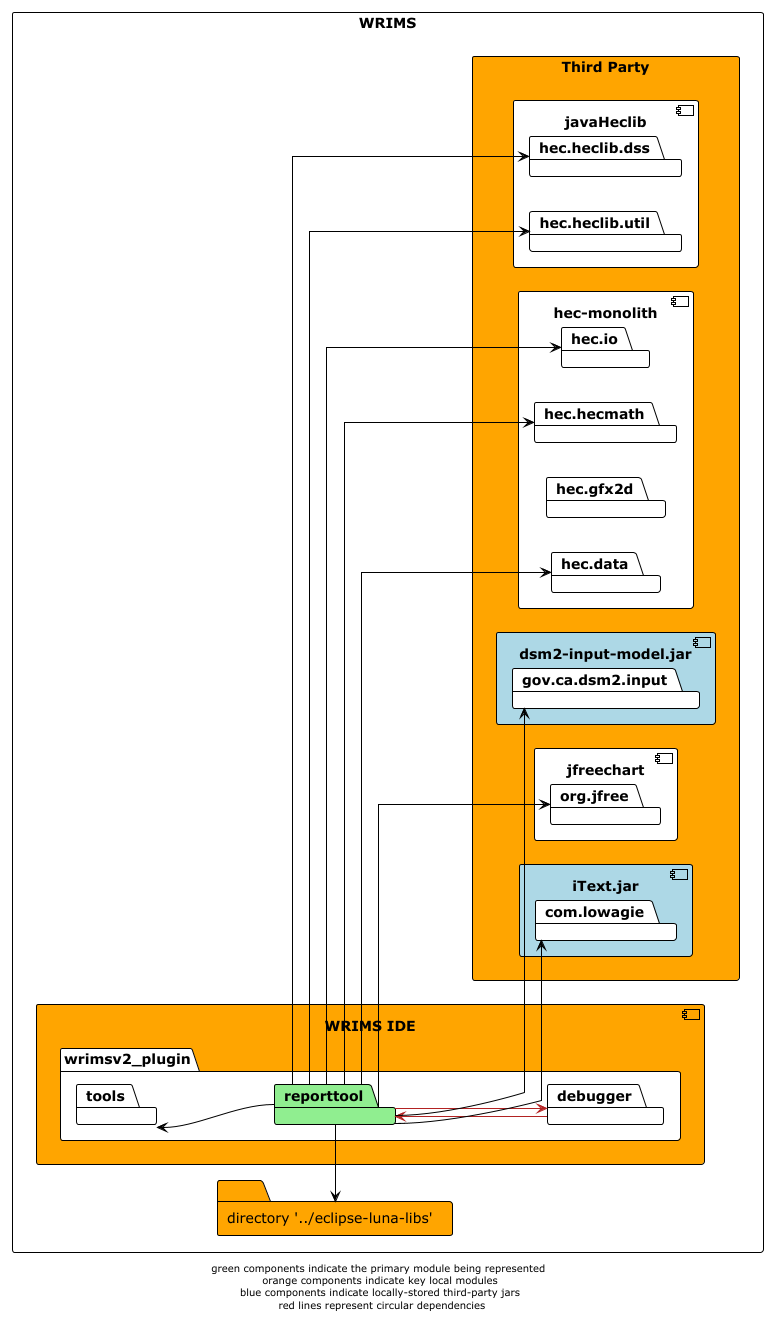 WRIMS
Third Party
javaHeclib
hec.heclib.dss
hec.heclib.util
hec-monolith
hec.io
hec.hecmath
hec.gfx2d
hec.data
dsm2-input-model.jar
gov.ca.dsm2.input
jfreechart
org.jfree
iText.jar
com.lowagie
WRIMS IDE
wrimsv2_plugin
tools
reporttool
debugger
directory '../eclipse-luna-libs'
green components indicate the primary module being represented
orange components indicate key local modules
blue components indicate locally-stored third-party jars
red lines represent circular dependencies